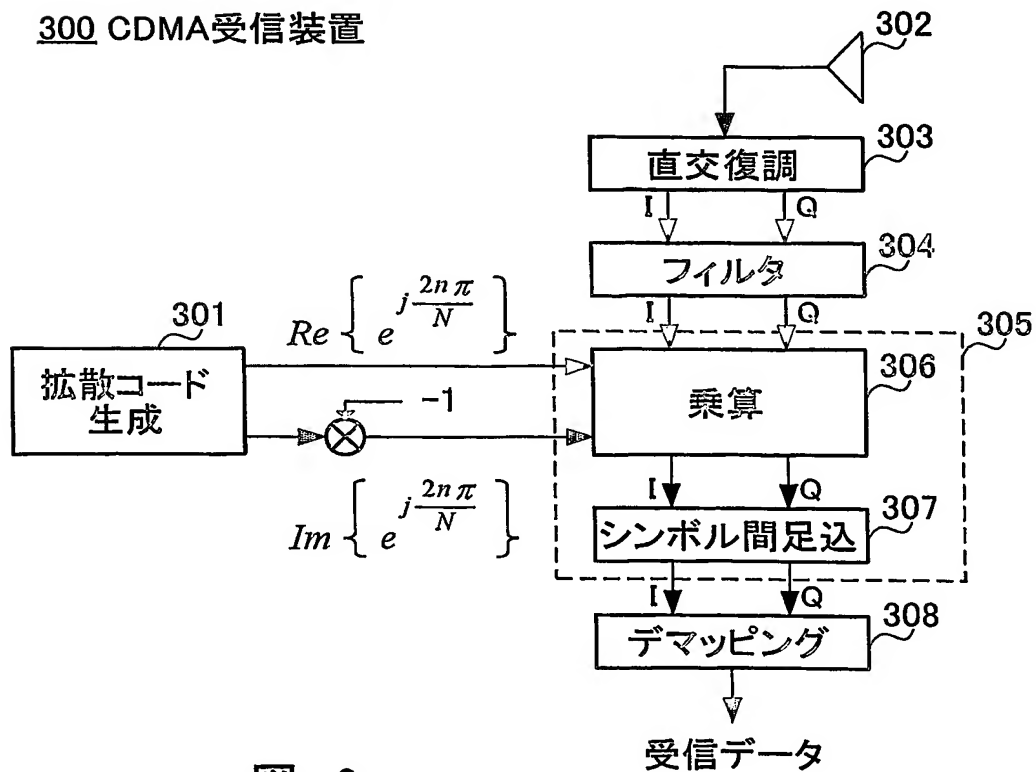 300 CDMA受信装置
302
303
直交復調
I Q
304
フィルタ
I Q
301
拡散コード
生成
Re { e^{j 2nπ/N} }
-1
Im { e^{j 2nπ/N} }
305
306
乗算
I Q
307
シンボル間足込
I Q
308
デマッピング
受信データ